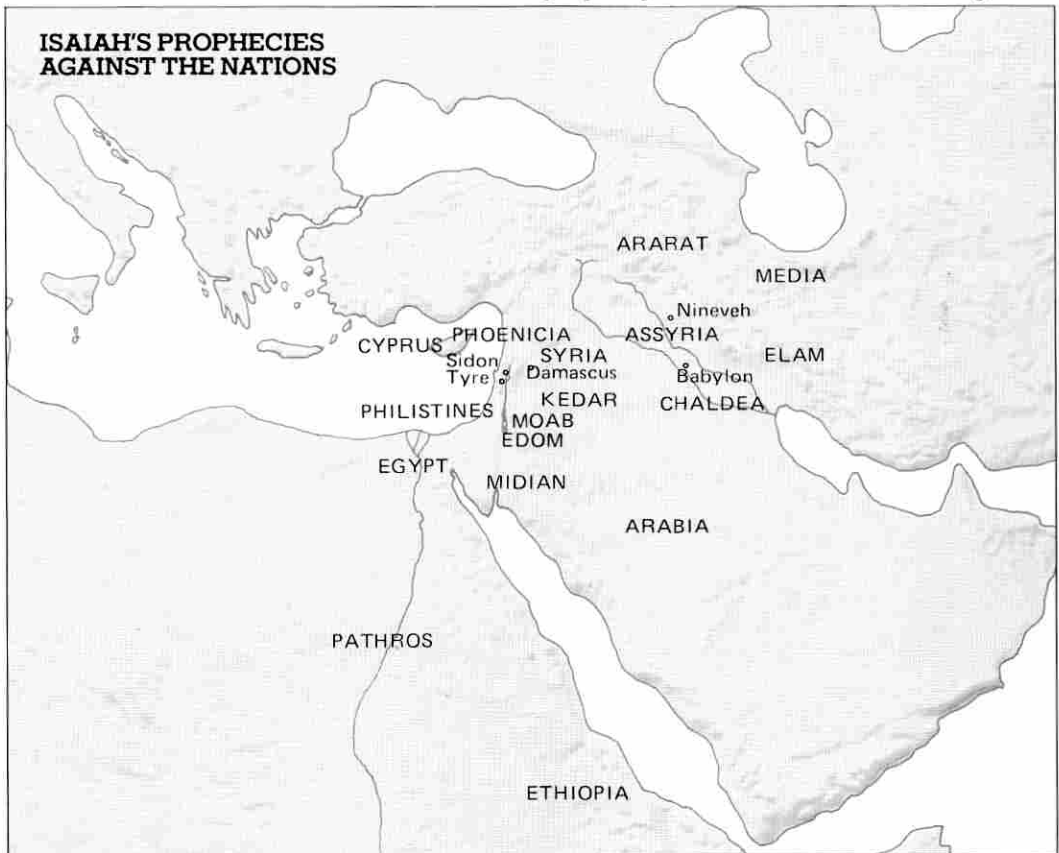 ISAIAH'S PROPHECIES
AGAINST THE NATIONS
ARARAT
MEDIA
Nineveh
CYPRUS
PHOENICIA
ASSYRIA
Sidon
SYRIA
ELAM
Tyre
Damascus
Babylon
KEDAR
CHALDEA
PHILISTINES
MOAB
EDOM
EGYPT
MIDIAN
ARABIA
PATHROS
ETHIOPIA